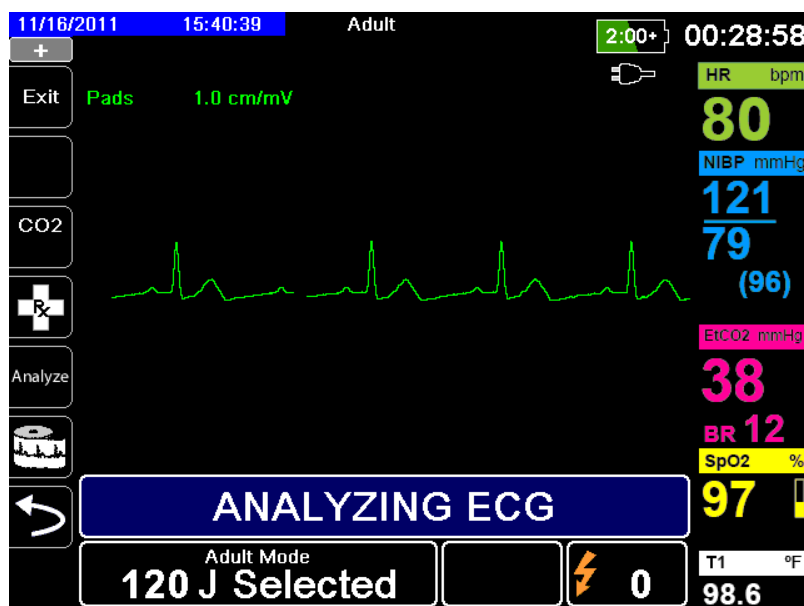 11/16/2011 15:40:39 Adult 2:00+ 00:28:58
+
Exit
Pads 1.0 cm/mV
CO2
Rx
Analyze
HR bpm
80
NIBP mmHg
121
79
(96)
EtCO2 mmHg
38
BR 12
SpO2 %
97
T1 ºF
98.6
ANALYZING ECG
Adult Mode
120 J Selected
0